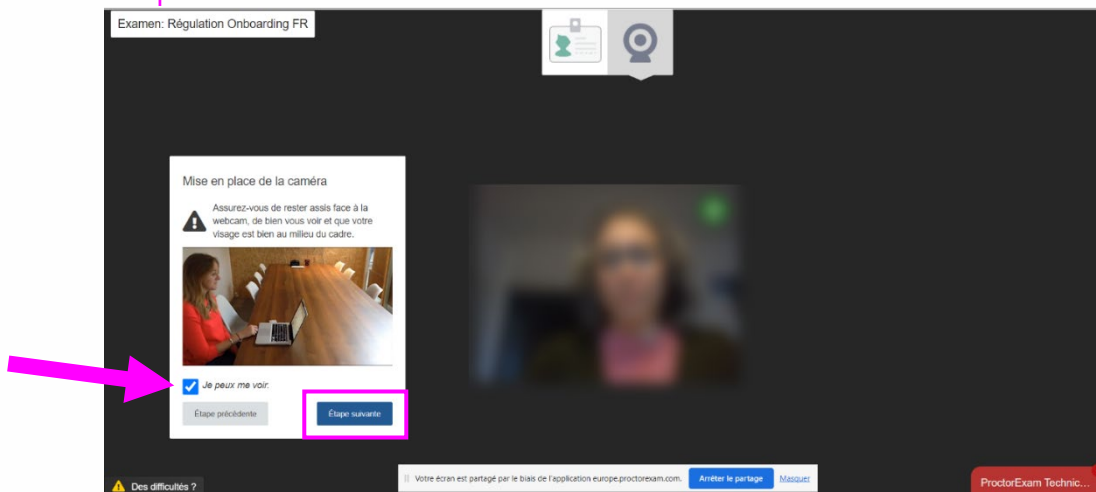 Examen: Régulation Onboarding FR
Mise en place de la caméra
Assurez-vous de rester assis face à la
webcam, de bien vous voir et que votre
visage est bien au milieu du cadre.
Je peux me voir.
Étape précédente
Étape suivante
Votre écran est partagé par le biais de l'application europe.proctorexam.com.
Arrêter le partage
Masquer
Des difficultés ?
ProctorExam Technic...